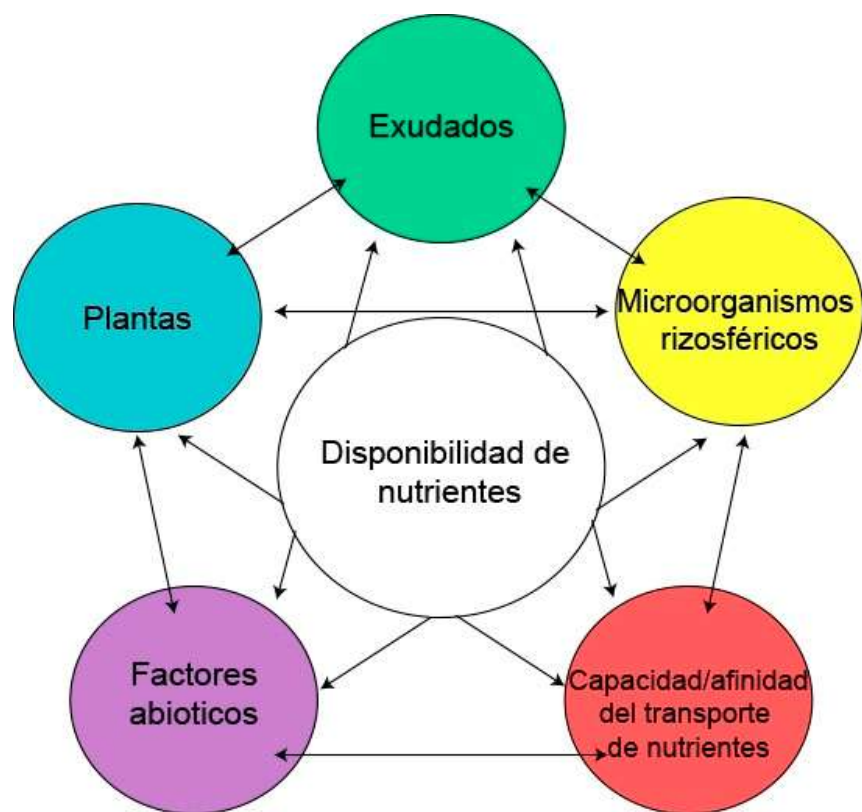 Exudados
Plantas
Microorganismos
rizosféricos
Disponibilidad de
nutrientes
Factores
abioticos
Capacidad/afinidad
del transporte
de nutrientes